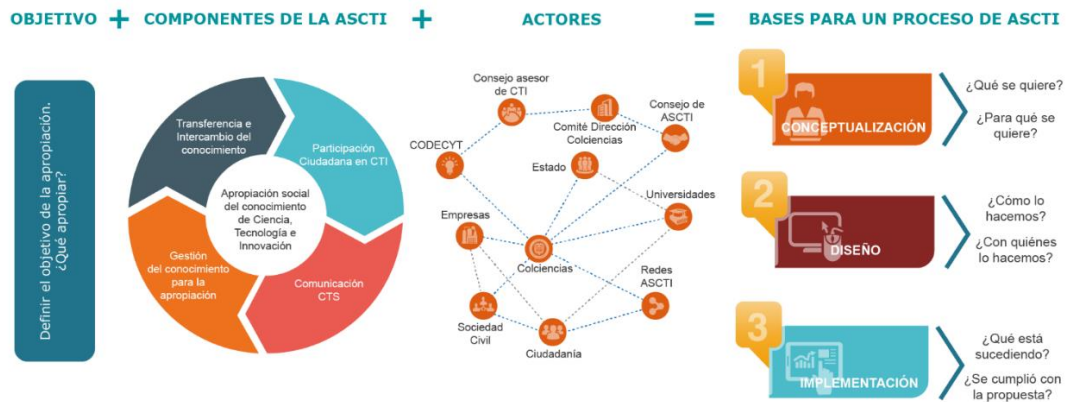 OBJETIVO + COMPONENTES DE LA ASCTI + ACTORES = BASES PARA UN PROCESO DE ASCTI
Definir el objetivo de la apropiación.
¿Qué apropiar?
Transferencia e
Intercambio del
conocimiento
Participación
Ciudadana en CTI
Apropiación social
del conocimiento
de Ciencia,
Tecnología e
Innovación
Gestión
del conocimiento
para la
apropiación
Comunicación
CTS
Consejo asesor
de CTI
Comité Dirección
Colciencias
Consejo de
ASCTI
CODECYT
Estado
Universidades
Empresas
Colciencias
Redes
ASCTI
Sociedad
Civil
Ciudadanía
1
CONCEPTUALIZACIÓN
¿Qué se quiere?
¿Para qué se
quiere?
2
DISEÑO
¿Cómo lo
hacemos?
¿Con quiénes
lo hacemos?
3
IMPLEMENTACIÓN
¿Qué está
sucediendo?
¿Se cumplió con
la propuesta?